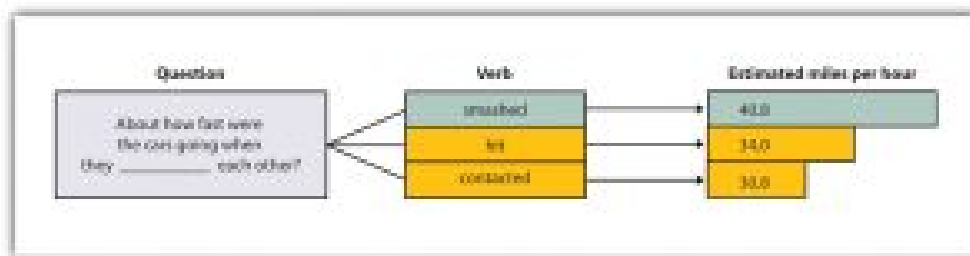 Question
Verb
Estimated miles per hour
About how fast were
the cars going when
they __________ each other?
smashed
hit
contacted
40.8
34.0
30.8